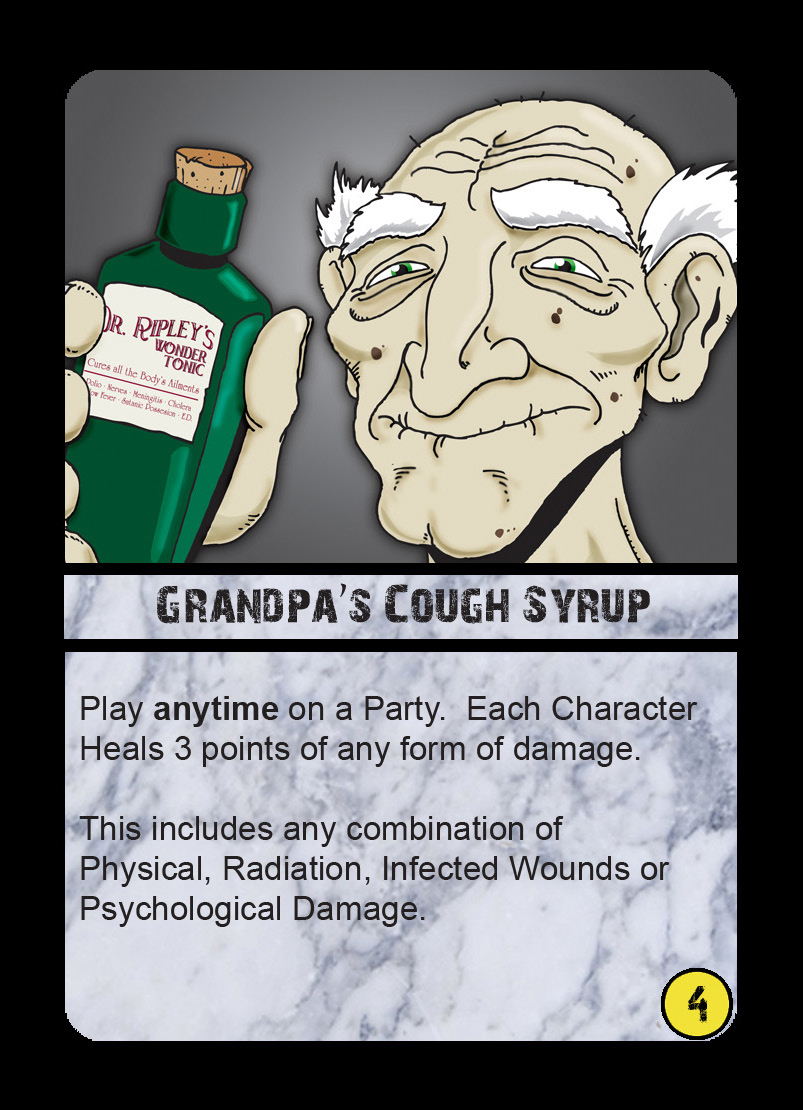 DR. RIPLEY'S
WONDER
TONIC
Cures all the Body's Ailments
Polio · Nerves · Meningitis · Cholera
Fever · Satanic Possesion · E.D.
Grandpa's Cough Syrup
Play anytime on a Party.  Each Character
Heals 3 points of any form of damage.
This includes any combination of
Physical, Radiation, Infected Wounds or
Psychological Damage.
4